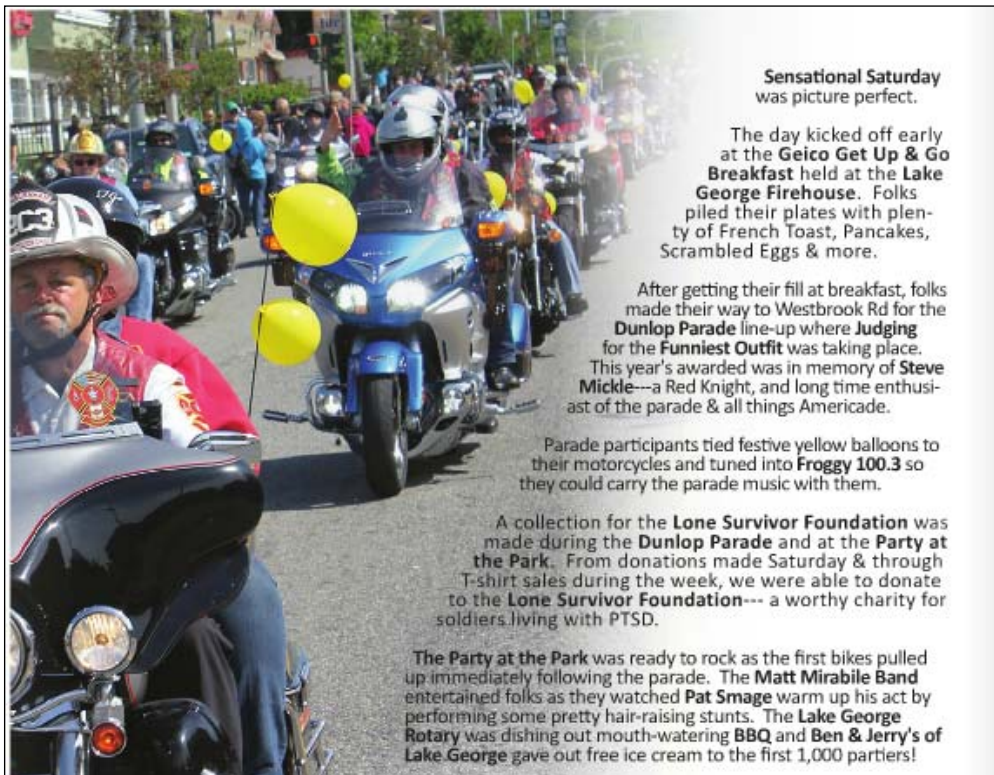 Sensational Saturday
was picture perfect.
The day kicked off early
at the Geico Get Up & Go
Breakfast held at the Lake
George Firehouse. Folks
piled their plates with plen-
ty of French Toast, Pancakes,
Scrambled Eggs & more.
After getting their fill at breakfast, folks
made their way to Westbrook Rd for the
Dunlop Parade line-up where Judging
for the Funniest Outfit was taking place.
This year's awarded was in memory of Steve
Mickle---a Red Knight, and long time enthusi-
ast of the parade & all things Americade.
Parade participants tied festive yellow balloons to
their motorcycles and tuned into Froggy 100.3 so
they could carry the parade music with them.
A collection for the Lone Survivor Foundation was
made during the Dunlop Parade and at the Party at
the Park. From donations made Saturday & through
T-shirt sales during the week, we were able to donate
to the Lone Survivor Foundation--- a worthy charity for
soldiers living with PTSD.
The Party at the Park was ready to rock as the first bikes pulled
up immediately following the parade. The Matt Mirabile Band
entertained folks as they watched Pat Smage warm up his act by
performing some pretty hair-raising stunts. The Lake George
Rotary was dishing out mouth-watering BBQ and Ben & Jerry's of
Lake George gave out free ice cream to the first 1,000 partiers!